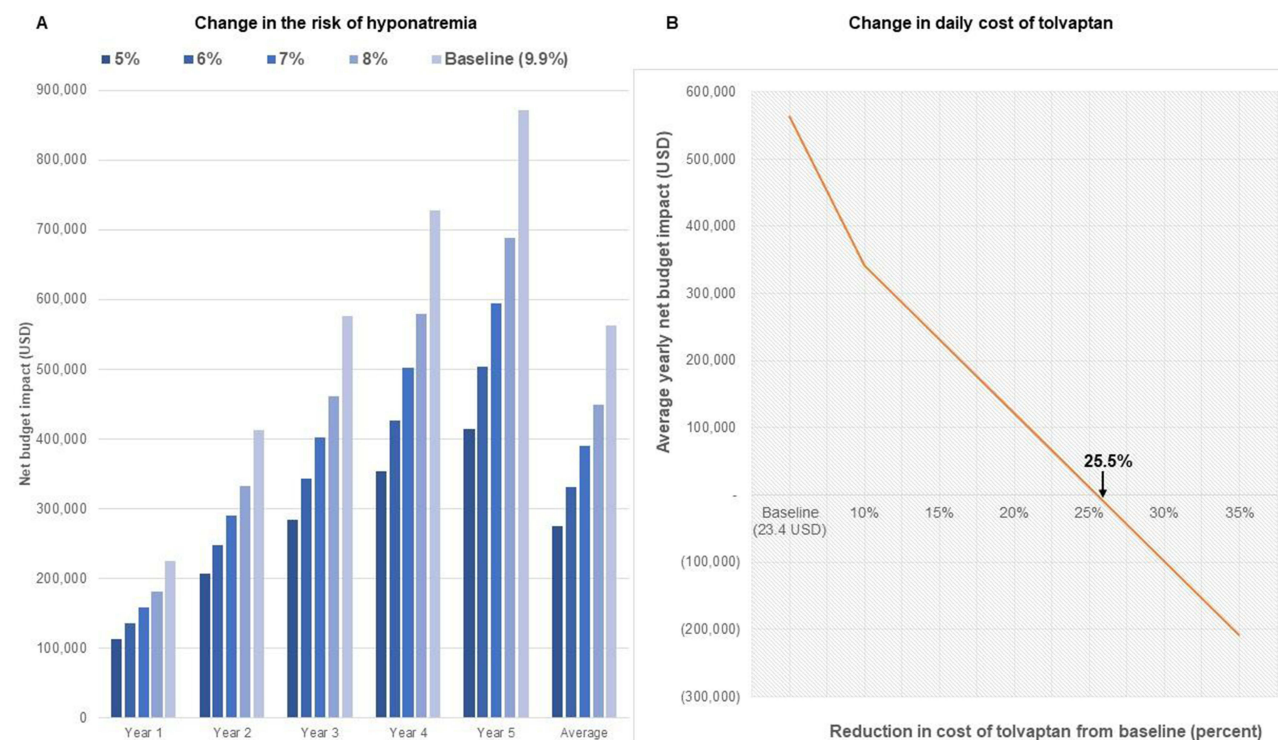 A
Change in the risk of hyponatremia
5% 6% 7% 8% Baseline (9.9%)
Net budget impact (USD)
900,000
800,000
700,000
600,000
500,000
400,000
300,000
200,000
100,000
0
Year 1 Year 2 Year 3 Year 4 Year 5 Average
B
Change in daily cost of tolvaptan
Average yearly net budget impact (USD)
600,000
500,000
400,000
300,000
200,000
100,000
-
(100,000)
(200,000)
(300,000)
25.5%
Baseline 10% 15% 20% 25% 30% 35%
(23.4 USD)
Reduction in cost of tolvaptan from baseline (percent)